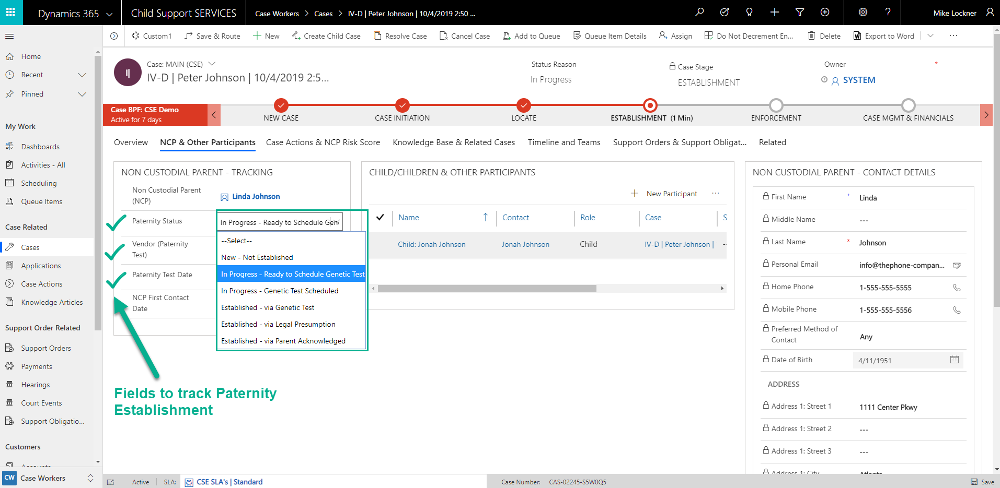 Dynamics 365
Child Support SERVICES
Case Workers > Cases > IV-D | Peter Johnson | 10/4/2019 2:50 ...
Mike Lockner
Custom1
Save & Route
New
Create Child Case
Resolve Case
Cancel Case
Add to Queue
Queue Item Details
Assign
Do Not Decrement En...
Delete
Export to Word
Home
Recent
Pinned
My Work
Dashboards
Activities - All
Scheduling
Queue Items
Case Related
Cases
Applications
Case Actions
Knowledge Articles
Support Order Related
Support Orders
Payments
Hearings
Court Events
Support Obligatio...
Customers
CW Case Workers
Case: MAIN (CSE)
IV-D | Peter Johnson | 10/4/2019 2:5...
Status Reason
In Progress
Case Stage
ESTABLISHMENT
Owner *
SYSTEM
Case BPF: CSE Demo
Active for 7 days
NEW CASE
CASE INITIATION
LOCATE
ESTABLISHMENT (1 Min)
ENFORCEMENT
CASE MGMT & FINANCIALS
Overview
NCP & Other Participants
Case Actions & NCP Risk Score
Knowledge Base & Related Cases
Timeline and Teams
Support Orders & Support Obligat...
Related
NON CUSTODIAL PARENT - TRACKING
Non Custodial Parent
(NCP)
Linda Johnson
Paternity Status
In Progress - Ready to Schedule Gen
Vendor (Paternity
Test)
Paternity Test Date
NCP First Contact
Date
--Select--
New - Not Established
In Progress - Ready to Schedule Genetic Test
In Progress - Genetic Test Scheduled
Established - via Genetic Test
Established - via Legal Presumption
Established - via Parent Acknowledged
Fields to track Paternity
Establishment
CHILD/CHILDREN & OTHER PARTICIPANTS
New Participant
Name
Contact
Role
Case
S
Child: Jonah Johnson
Jonah Johnson
Child
IV-D | Peter Johnson |
--
NON CUSTODIAL PARENT - CONTACT DETAILS
First Name + Linda
Middle Name ---
Last Name * Johnson
Personal Email info@thephone-compan...
Home Phone 1-555-555-5555
Mobile Phone 1-555-555-5556
Preferred Method of
Contact
Any
Date of Birth 4/11/1951
ADDRESS
Address 1: Street 1 1111 Center Pkwy
Address 1: Street 2 ---
Address 1: Street 3 ---
Address 1: City Atlanta
Active
SLA: CSE SLA's | Standard
Case Number: CAS-02245-S5W0Q5
Save